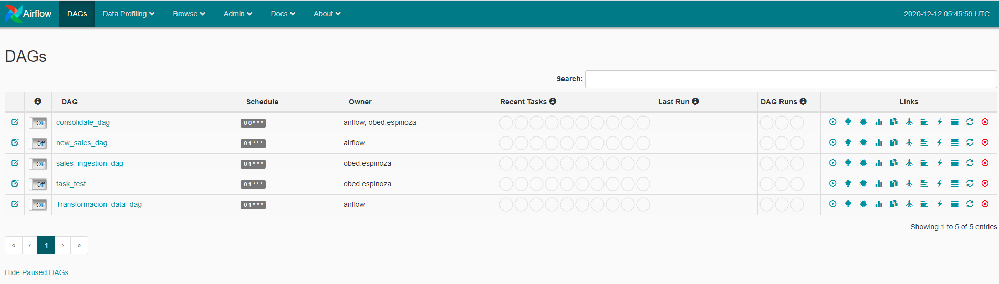 Airflow DAGs Data Profiling Browse Admin Docs About 2020-12-12 05:45:59 UTC
DAGs
Search:
DAG Schedule Owner Recent Tasks Last Run DAG Runs Links
Off consolidate_dag 0 0 * * * airflow, obed.espinoza
Off new_sales_dag 0 1 * * * airflow
Off sales_ingestion_dag 0 1 * * * obed.espinoza
Off task_test 0 1 * * * obed.espinoza
Off Transformacion_data_dag 0 1 * * * airflow
Showing 1 to 5 of 5 entries
« ‹ 1 › »
Hide Paused DAGs